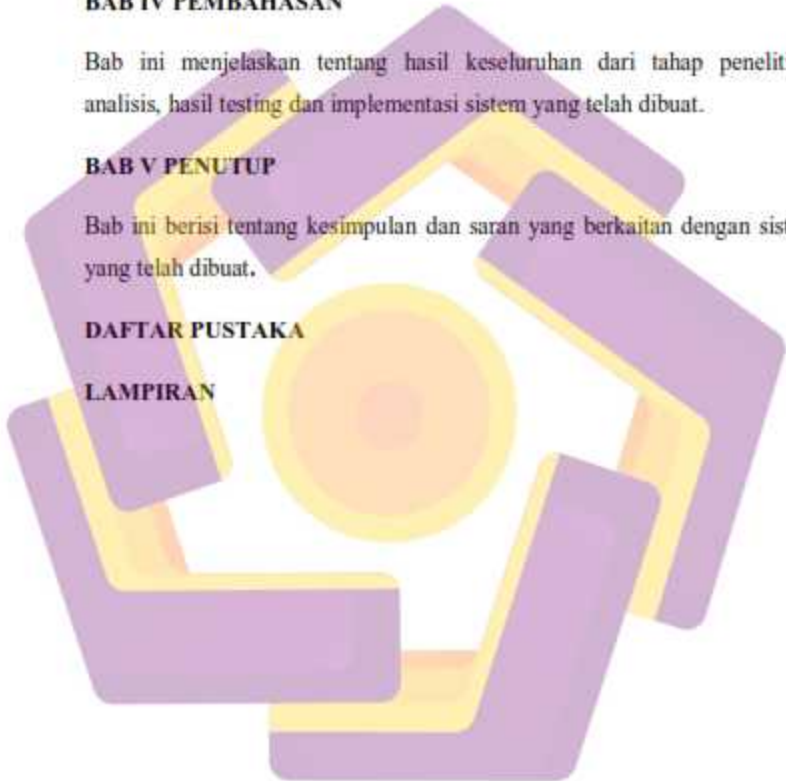 BAB IV PEMBAHASAN
Bab ini menjelaskan tentang hasil keseluruhan dari tahap penelit
analisis, hasil testing dan implementasi sistem yang telah dibuat.
BAB V PENUTUP
Bab ini berisi tentang kesimpulan dan saran yang berkaitan dengan sist
yang telah dibuat.
DAFTAR PUSTAKA
LAMPIRAN